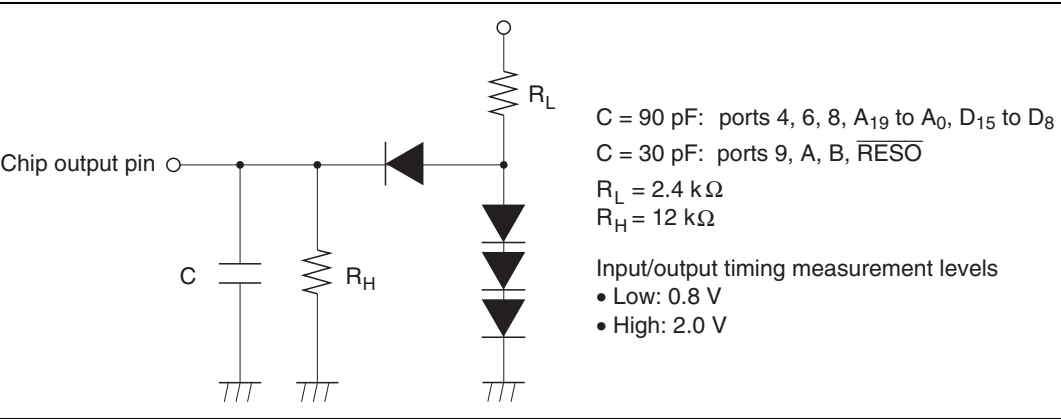 R_L
Chip output pin
C
R_H
C = 90 pF: ports 4, 6, 8, A₁₉ to A₀, D₁₅ to D₈
C = 30 pF: ports 9, A, B, R̅E̅S̅O̅
R_L = 2.4 kΩ
R_H = 12 kΩ
Input/output timing measurement levels
• Low: 0.8 V
• High: 2.0 V